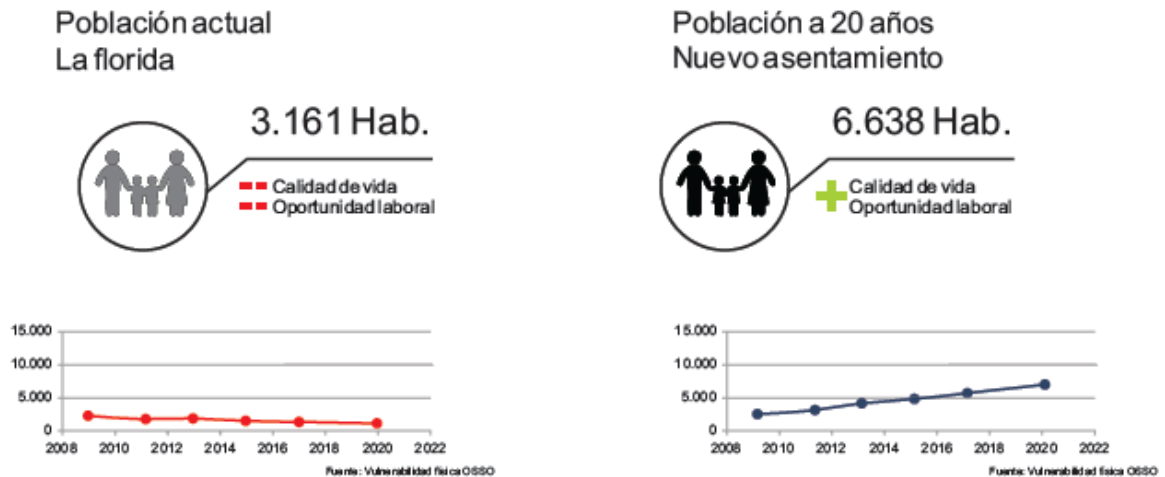 Población actual
La florida
3.161 Hab.
Calidad de vida
Oportunidad laboral
15.000
10.000
5.000
0
2008 2010 2012 2014 2016 2018 2020 2022
Fuente: Vulnerabilidad física OSSO
Población a 20 años
Nuevo asentamiento
6.638 Hab.
Calidad de vida
Oportunidad laboral
15.000
10.000
5.000
0
2008 2010 2012 2014 2016 2018 2020 2022
Fuente: Vulnerabilidad física OSSO